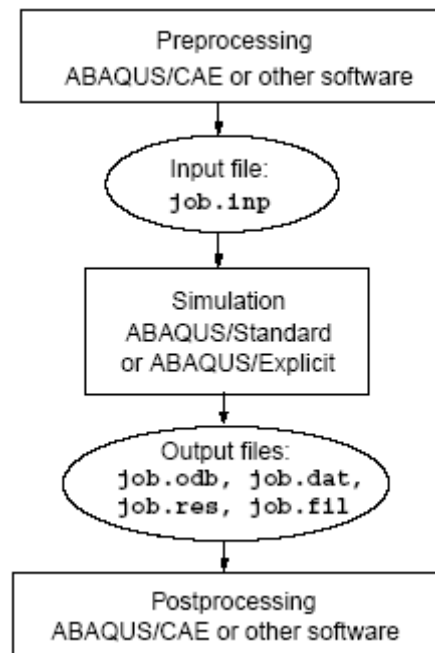 Preprocessing
ABAQUS/CAE or other software
Input file:
job.inp
Simulation
ABAQUS/Standard
or ABAQUS/Explicit
Output files:
job.odb, job.dat,
job.res, job.fil
Postprocessing
ABAQUS/CAE or other software